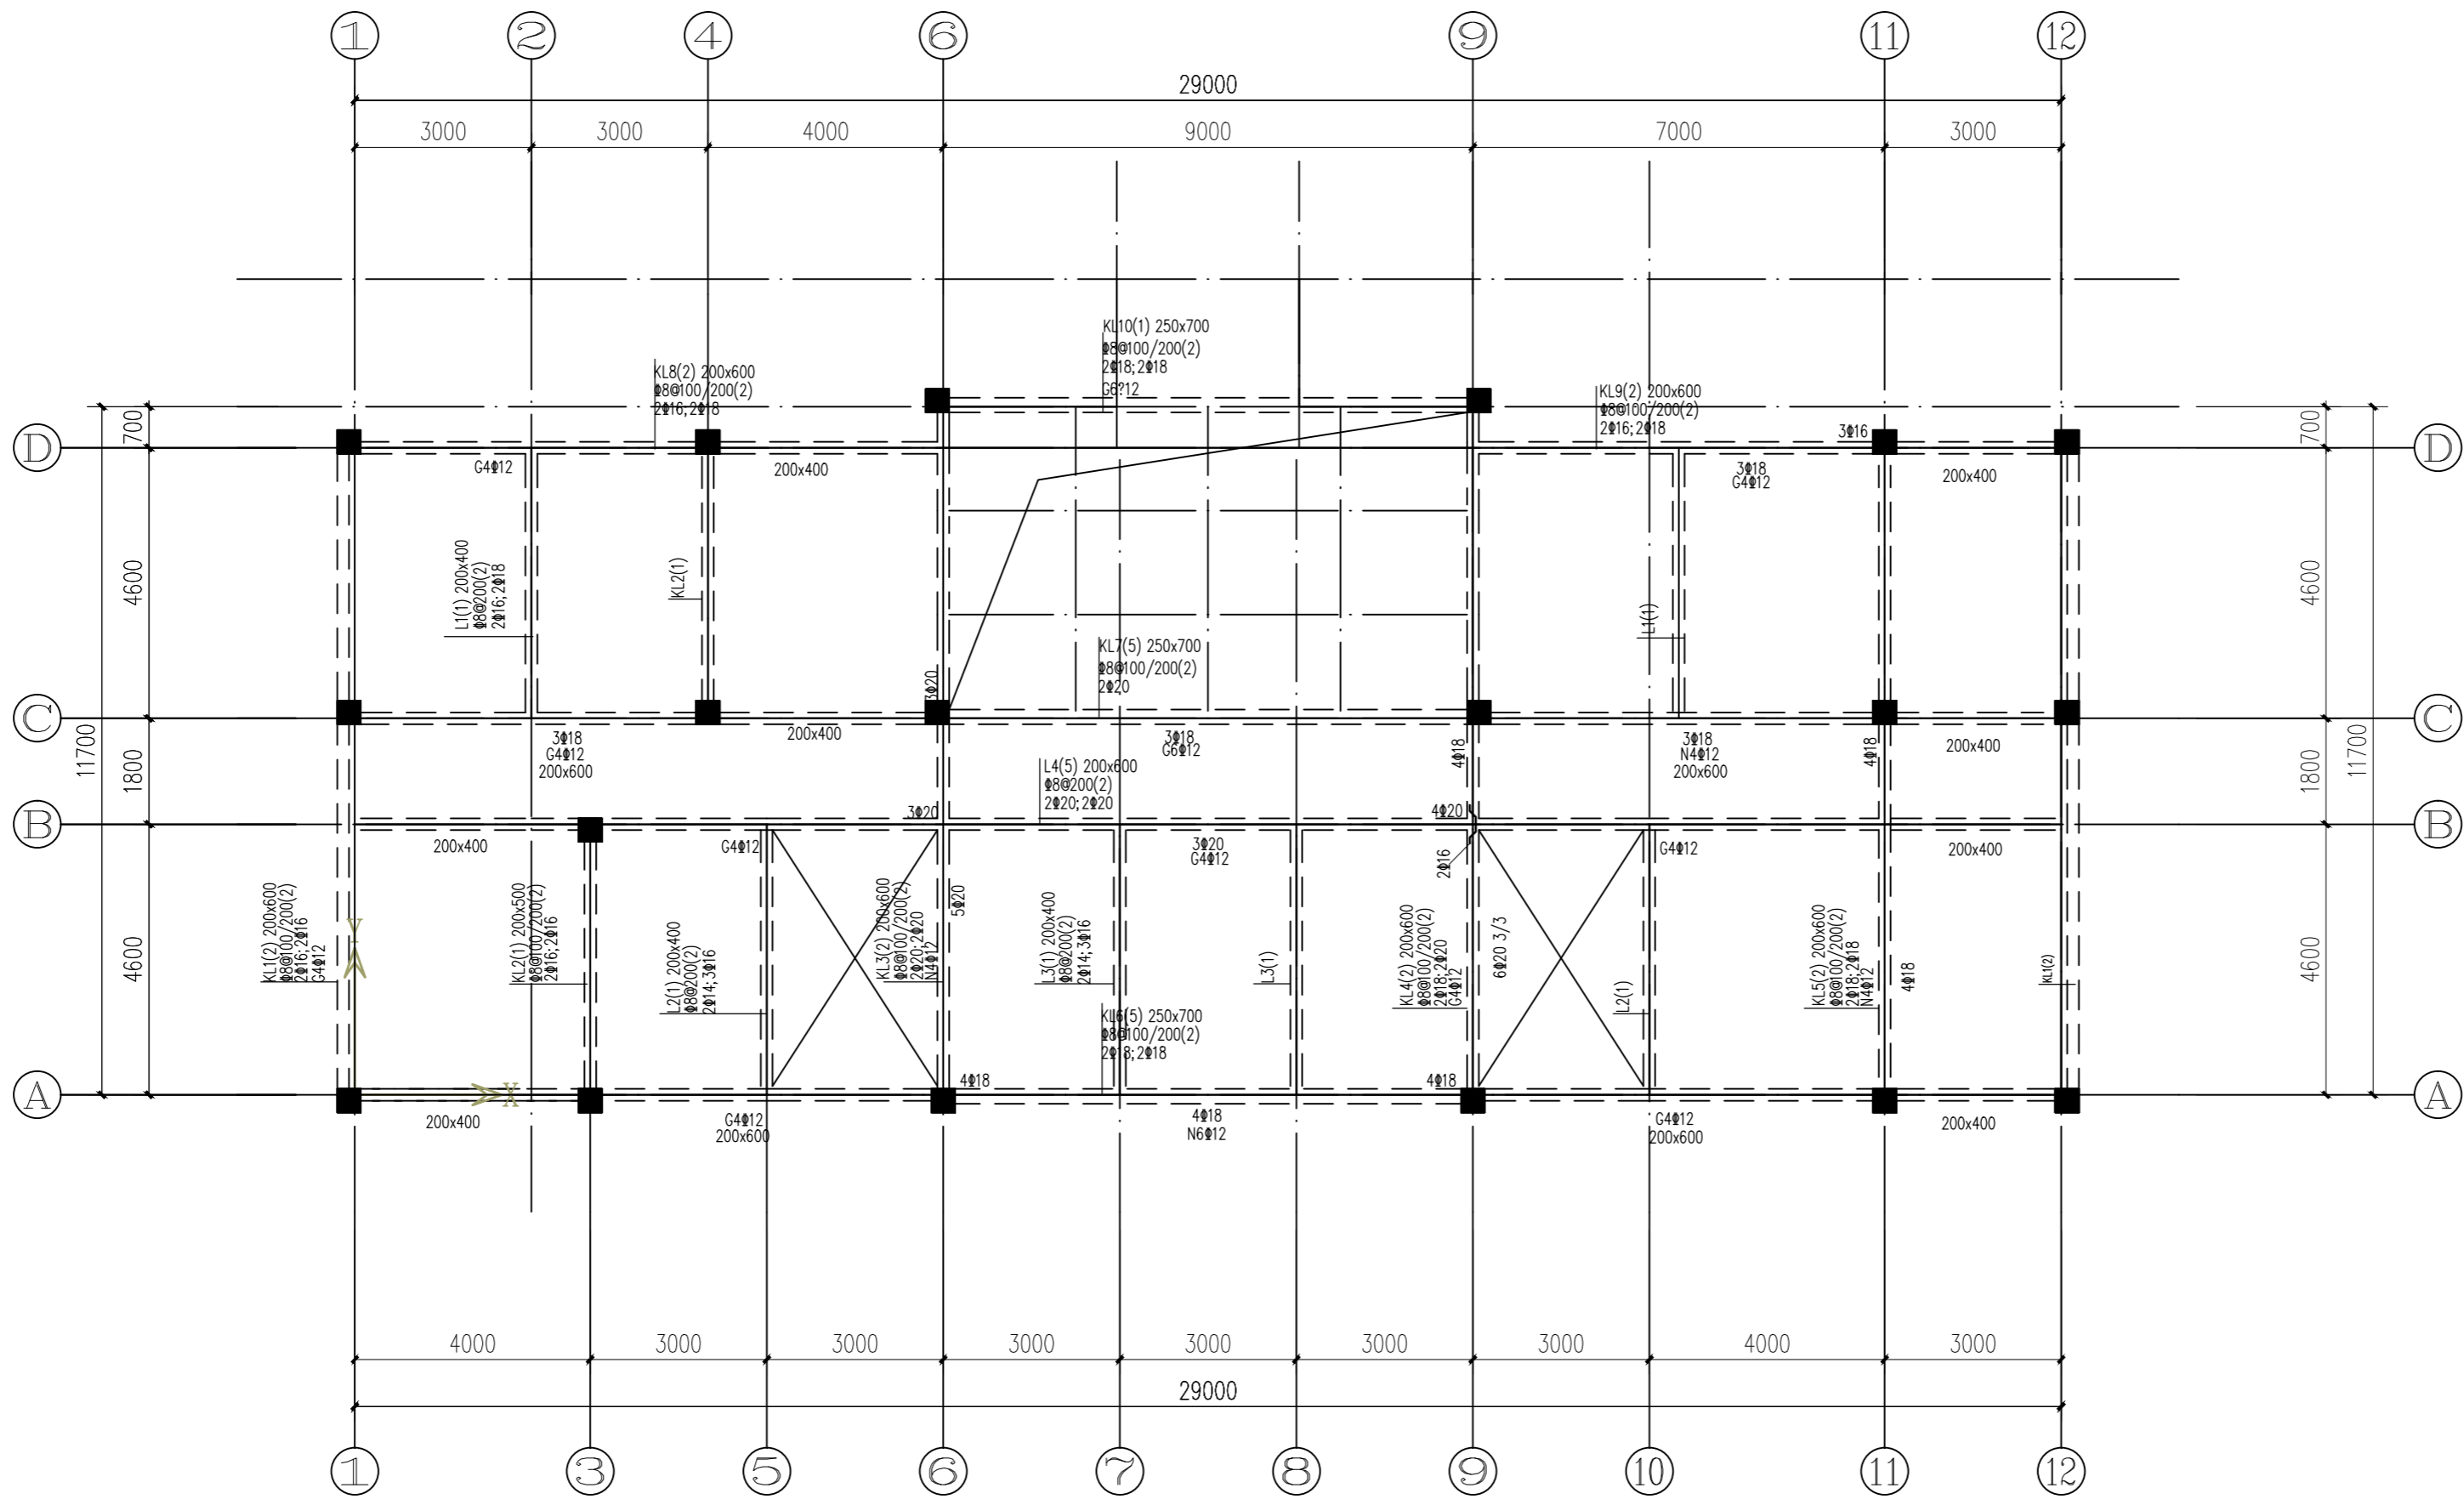 1 2 4 6 9 11 12
29000
3000 3000 4000 9000 7000 3000
KL10(1) 250x700
Φ8@100/200(2)
2Φ18;2Φ18
G6?12
KL8(2) 200x600
Φ8@100/200(2)
2Φ16;2Φ18
KL9(2) 200x600
Φ8@100/200(2)
2Φ16;2Φ18
3Φ16
700
700
D
D
G4Φ12
200x400
3Φ18
G4Φ12
200x400
4600
4600
L1(1) 200x400
Φ8@200(2)
2Φ16;2Φ18
KL2(1)
L1(1)
KL7(5) 250x700
Φ8@100/200(2)
2Φ20
3Φ20
C
C
11700
1800
1800
11700
3Φ18
G4Φ12
200x600
200x400
3Φ18
G6Φ12
4Φ18
3Φ18
N4Φ12
200x600
4Φ18
200x400
L4(5) 200x600
Φ8@200(2)
2Φ20;2Φ20
3Φ20
4Φ20
B
B
200x400
G4Φ12
3Φ20
G4Φ12
2Φ16
G4Φ12
200x400
4600
4600
KL1(2) 200x600
Φ8@100/200(2)
2Φ16;2Φ16
G4Φ12
Y
KL2(1) 200x500
Φ8@100/200(2)
2Φ16;2Φ16
L2(1) 200x400
Φ8@200(2)
2Φ14;3Φ16
KL3(2) 200x600
Φ8@100/200(2)
2Φ20;2Φ20
N4Φ12
5Φ20
L3(1) 200x400
Φ8@200(2)
2Φ14;3Φ16
L3(1)
KL4(2) 200x600
Φ8@100/200(2)
2Φ18;2Φ20
G4Φ12
6Φ20 3/3
L2(1)
KL5(2) 200x600
Φ8@100/200(2)
2Φ18;2Φ18
N4Φ12
4Φ18
KL1(2)
KL6(5) 250x700
Φ8@100/200(2)
2Φ18;2Φ18
4Φ18
4Φ18
A
X
A
200x400
G4Φ12
200x600
4Φ18
N6Φ12
G4Φ12
200x600
200x400
4000 3000 3000 3000 3000 3000 3000 4000 3000
29000
1 3 5 6 7 8 9 10 11 12